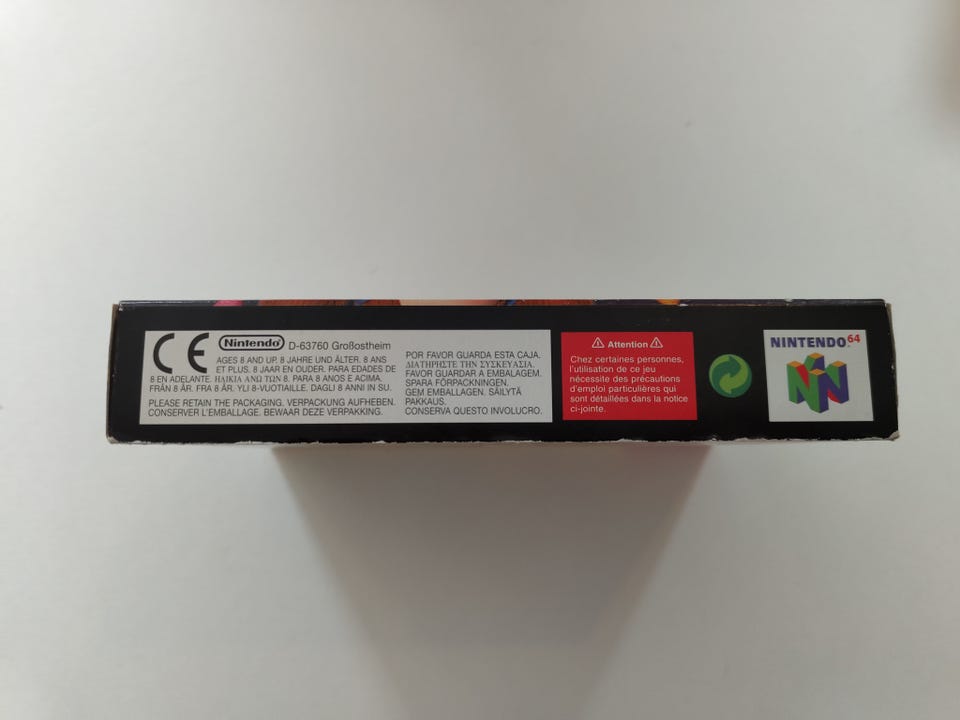 CE Nintendo D-63760 Großostheim
AGES 8 AND UP. 8 JAHRE UND ÄLTER. 8 ANS
ET PLUS. 8 JAAR EN OUDER. PARA EDADES DE
8 EN ADELANTE. ΗΛΙΚΙΑ ΑΝΩ ΤΩΝ 8. PARA 8 ANOS E ACIMA.
FRÅN 8 ÅR. FRA 8 ÅR. YLI 8-VUOTIAILLE. DAGLI 8 ANNI IN SU.
PLEASE RETAIN THE PACKAGING. VERPACKUNG AUFHEBEN.
CONSERVER L'EMBALLAGE. BEWAAR DEZE VERPAKKING.
POR FAVOR GUARDA ESTA CAJA.
ΔΙΑΤΗΡΗΣΤΕ ΤΗΝ ΣΥΣΚΕΥΑΣΙΑ.
FAVOR GUARDAR A EMBALAGEM.
SPARA FÖRPACKNINGEN.
GEM EMBALLAGEN. SÄILYTÄ
PAKKAUS.
CONSERVA QUESTO INVOLUCRO.
Attention
Chez certaines personnes,
l'utilisation de ce jeu
nécessite des précautions
d'emploi particulières qui
sont détaillées dans la notice
ci-jointe.
NINTENDO 64